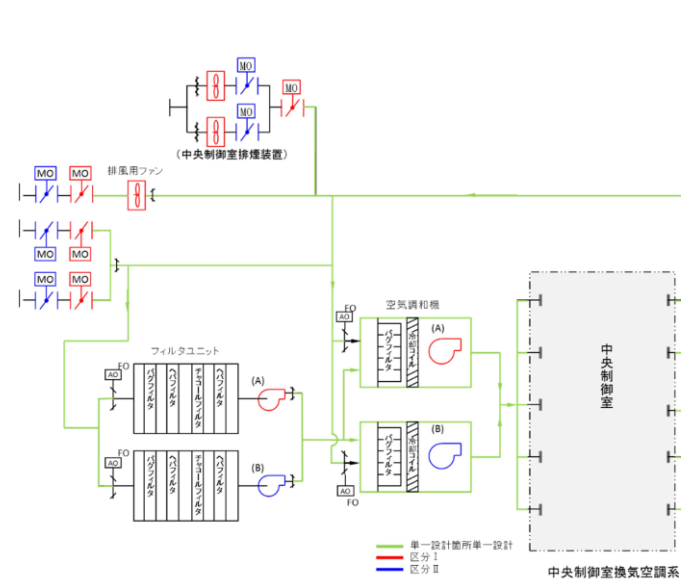 MO
MO
MO
(中央制御室排煙装置)
排風用ファン
MO
MO
MO
MO
MO
MO
空気調和機
FO
AO
(A)
バグフィルタ
冷却コイル
中央制御室
フィルタユニット
FO
AO
バグフィルタ
ヘパフィルタ
チャコールフィルタ
ヘパフィルタ
(A)
(B)
バグフィルタ
冷却コイル
FO
AO
バグフィルタ
ヘパフィルタ
チャコールフィルタ
ヘパフィルタ
(B)
AO
FO
単一設計箇所単一設計
区分Ⅰ
区分Ⅱ
中央制御室換気空調系